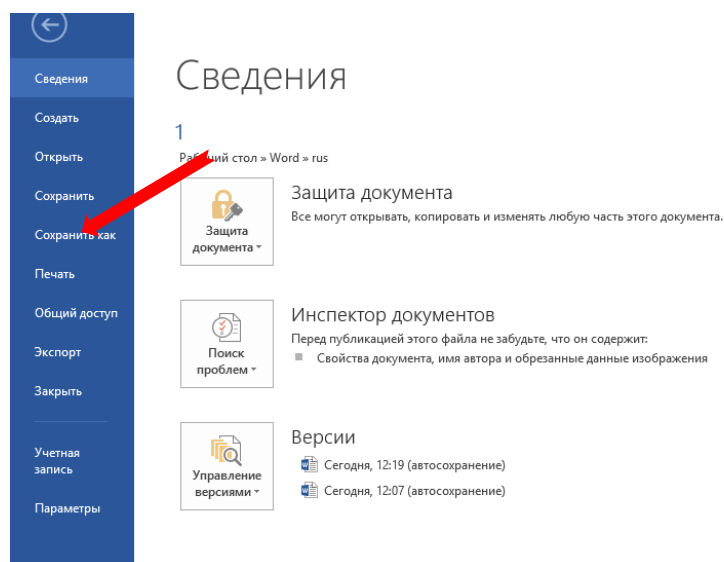 Сведения
Создать
Открыть
Сохранить
Сохранить как
Печать
Общий доступ
Экспорт
Закрыть
Учетная
запись
Параметры
Сведения
1
Рабочий стол » Word » rus
Защита
документа
Защита документа
Все могут открывать, копировать и изменять любую часть этого документа.
Поиск
проблем
Инспектор документов
Перед публикацией этого файла не забудьте, что он содержит:
Свойства документа, имя автора и обрезанные данные изображения
Управление
версиями
Версии
Сегодня, 12:19 (автосохранение)
Сегодня, 12:07 (автосохранение)